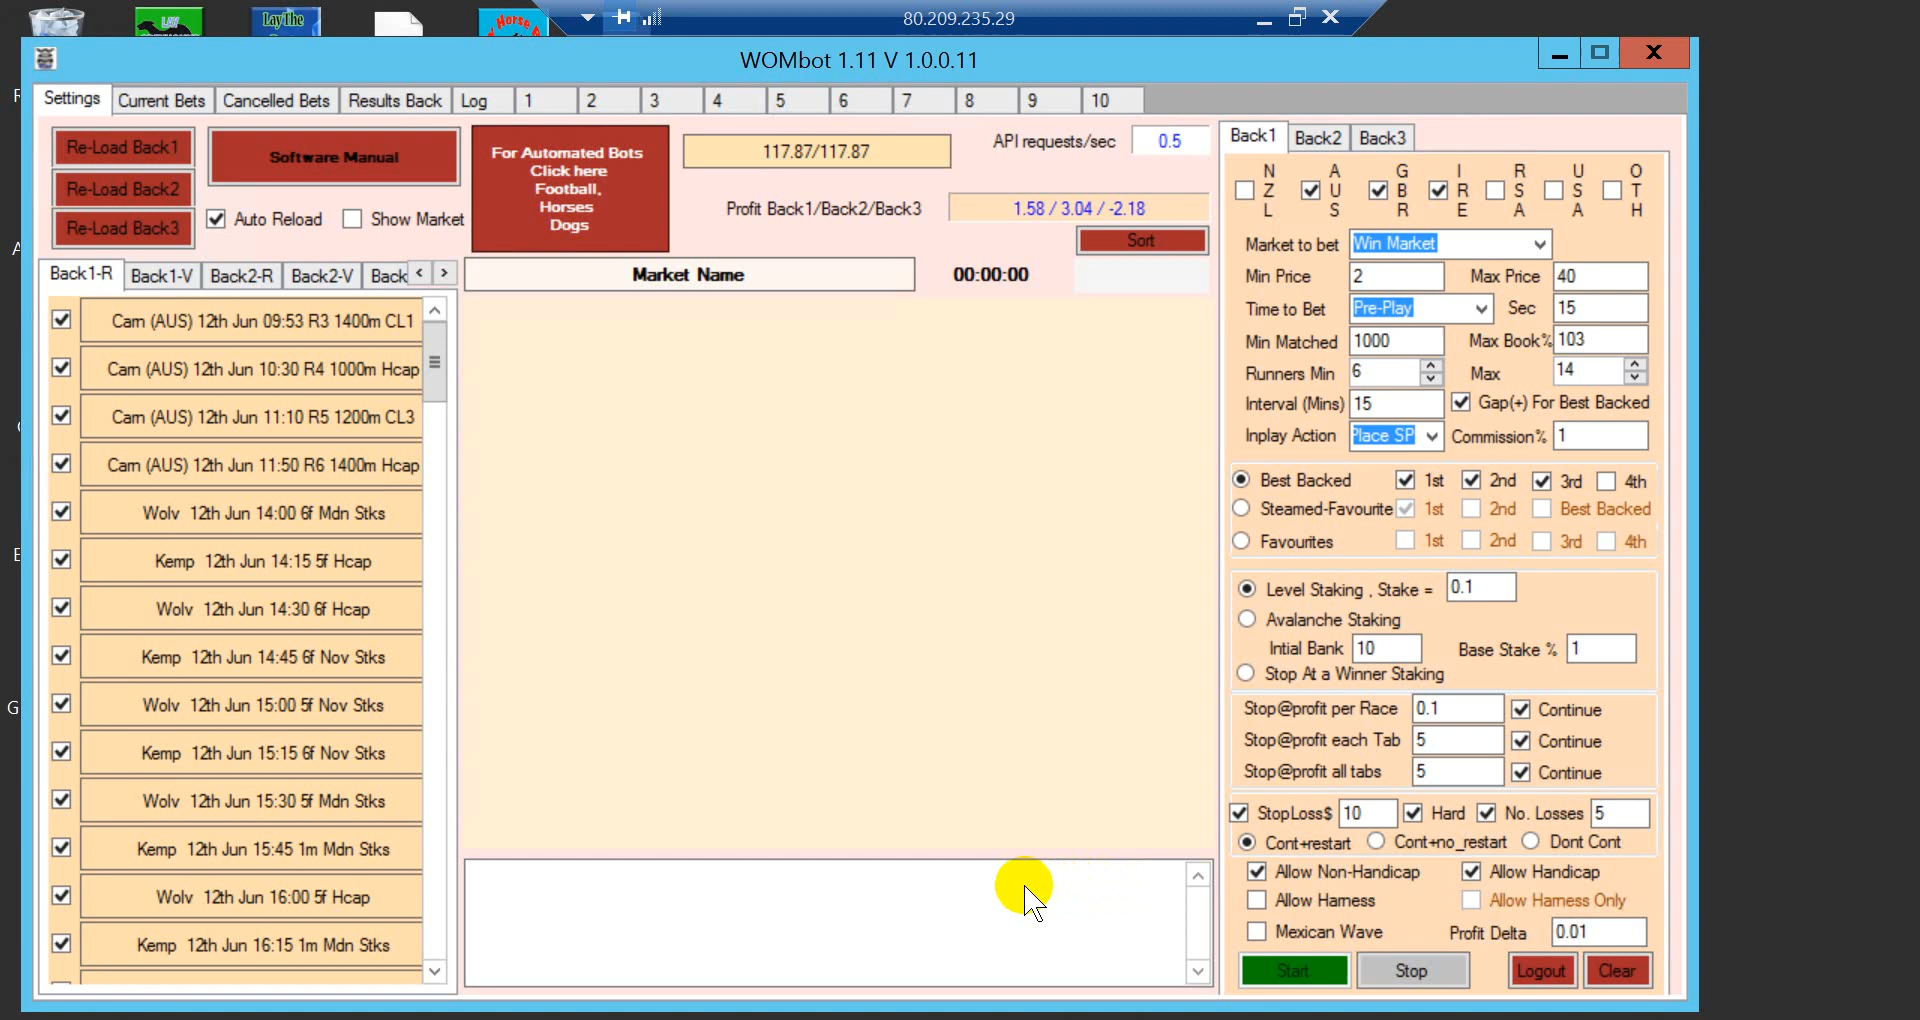 LAY
LayThe
Horse
80.209.235.29
WOMbot 1.11 V 1.0.0.11
Settings Current Bets Cancelled Bets Results Back Log 1 2 3 4 5 6 7 8 9 10
Re-Load Back1
Re-Load Back2
Re-Load Back3
Software Manual
Auto Reload Show Market
For Automated Bots
Click here
Football,
Horses
Dogs
117.87/117.87
API requests/sec 0.5
Profit Back1/Back2/Back3 1.58 / 3.04 / -2.18
Sort
Back1-R Back1-V Back2-R Back2-V Back
Market Name 00:00:00
Cam (AUS) 12th Jun 09:53 R3 1400m CL1
Cam (AUS) 12th Jun 10:30 R4 1000m Hcap
Cam (AUS) 12th Jun 11:10 R5 1200m CL3
Cam (AUS) 12th Jun 11:50 R6 1400m Hcap
Wolv 12th Jun 14:00 6f Mdn Stks
Kemp 12th Jun 14:15 5f Hcap
Wolv 12th Jun 14:30 6f Hcap
Kemp 12th Jun 14:45 6f Nov Stks
Wolv 12th Jun 15:00 5f Nov Stks
Kemp 12th Jun 15:15 6f Nov Stks
Wolv 12th Jun 15:30 5f Mdn Stks
Kemp 12th Jun 15:45 1m Mdn Stks
Wolv 12th Jun 16:00 5f Hcap
Kemp 12th Jun 16:15 1m Mdn Stks
Back1 Back2 Back3
NZL AUS GBR IRE RSA USA OTH
Market to bet Win Market
Min Price 2 Max Price 40
Time to Bet Pre-Play Sec 15
Min Matched 1000 Max Book% 103
Runners Min 6 Max 14
Interval (Mins) 15 Gap(+) For Best Backed
Inplay Action Place SP Commission% 1
Best Backed 1st 2nd 3rd 4th
Steamed-Favourite 1st 2nd Best Backed
Favourites 1st 2nd 3rd 4th
Level Staking , Stake = 0.1
Avalanche Staking
Intial Bank 10 Base Stake % 1
Stop At a Winner Staking
Stop@profit per Race 0.1 Continue
Stop@profit each Tab 5 Continue
Stop@profit all tabs 5 Continue
StopLoss$ 10 Hard No. Losses 5
Cont+restart Cont+no_restart Dont Cont
Allow Non-Handicap Allow Handicap
Allow Harness Allow Harness Only
Mexican Wave Profit Delta 0.01
Start Stop Logout Clear